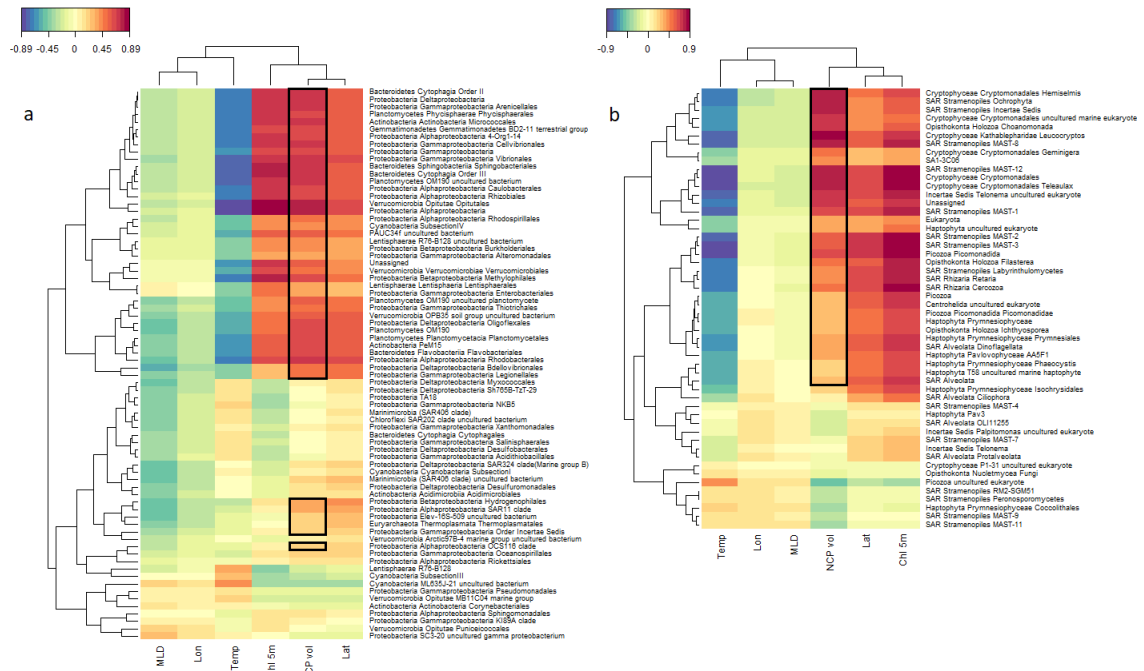 -0.89 -0.45 0 0.45 0.89
a
Bacteroidetes Cytophagia Order II
Proteobacteria Deltaproteobacteria
Proteobacteria Gammaproteobacteria Arenicellales
Planctomycetes Phycisphaerae Phycisphaerales
Actinobacteria Actinobacteria Micrococcales
Gemmatimonadetes Gemmatimonadetes BD2-11 terrestrial group
Proteobacteria Alphaproteobacteria 4-Org1-14
Proteobacteria Gammaproteobacteria Cellvibrionales
Proteobacteria Gammaproteobacteria
Proteobacteria Gammaproteobacteria Vibrionales
Bacteroidetes Sphingobacteriia Sphingobacteriales
Bacteroidetes Cytophagia Order III
Planctomycetes OM190 uncultured bacterium
Proteobacteria Alphaproteobacteria Caulobacterales
Proteobacteria Alphaproteobacteria Rhizobiales
Verrucomicrobia Opitutae Opitutales
Proteobacteria Alphaproteobacteria
Proteobacteria Alphaproteobacteria Rhodospirillales
Cyanobacteria SubsectionIV
PAUC34f uncultured bacterium
Lentisphaerae R76-B128 uncultured bacterium
Proteobacteria Betaproteobacteria Burkholderiales
Proteobacteria Gammaproteobacteria Alteromonadales
Unassigned
Verrucomicrobia Verrucomicrobiae Verrucomicrobiales
Proteobacteria Betaproteobacteria Methylophilales
Lentisphaerae Lentisphaeria Lentisphaerales
Proteobacteria Gammaproteobacteria Enterobacteriales
Planctomycetes OM190 uncultured planctomycete
Proteobacteria Gammaproteobacteria Thiotrichales
Verrucomicrobia OPB35 soil group uncultured bacterium
Proteobacteria Deltaproteobacteria Oligoflexales
Planctomycetes OM190
Planctomycetes Planctomycetacia Planctomycetales
Actinobacteria PeM15
Bacteroidetes Flavobacteriia Flavobacteriales
Proteobacteria Alphaproteobacteria Rhodobacterales
Proteobacteria Deltaproteobacteria Bdellovibrionales
Proteobacteria Gammaproteobacteria Legionellales
Proteobacteria Deltaproteobacteria Myxococcales
Proteobacteria Deltaproteobacteria Sh765B-TzT-29
Proteobacteria TA18
Proteobacteria Gammaproteobacteria NKB5
Marinimicrobia (SAR406 clade)
Chloroflexi SAR202 clade uncultured bacterium
Proteobacteria Gammaproteobacteria Xanthomonadales
Bacteroidetes Cytophagia Cytophagales
Proteobacteria Gammaproteobacteria Salinisphaerales
Proteobacteria Deltaproteobacteria Desulfobacterales
Proteobacteria Gammaproteobacteria Acidithiobacillales
Proteobacteria Deltaproteobacteria SAR324 clade(Marine group B)
Cyanobacteria Cyanobacteria SubsectionI
Marinimicrobia (SAR406 clade) uncultured bacterium
Proteobacteria Deltaproteobacteria Desulfuromonadales
Actinobacteria Acidimicrobiia Acidimicrobiales
Proteobacteria Betaproteobacteria Hydrogenophilales
Proteobacteria Alphaproteobacteria SAR11 clade
Proteobacteria Elev-16S-509 uncultured bacterium
Euryarchaeota Thermoplasmata Thermoplasmatales
Proteobacteria Gammaproteobacteria Order Incertae Sedis
Verrucomicrobia Arctic97B-4 marine group uncultured bacterium
Proteobacteria Alphaproteobacteria OCS116 clade
Proteobacteria Gammaproteobacteria Oceanospirillales
Proteobacteria Alphaproteobacteria Rickettsiales
Lentisphaerae R76-B128
Cyanobacteria SubsectionIII
Cyanobacteria ML635J-21 uncultured bacterium
Proteobacteria Gammaproteobacteria Pseudomonadales
Verrucomicrobia Opitutae MB11C04 marine group
Actinobacteria Actinobacteria Corynebacteriales
Proteobacteria Alphaproteobacteria Sphingomonadales
Proteobacteria Gammaproteobacteria KI89A clade
Verrucomicrobia Opitutae Puniceicoccales
Proteobacteria SC3-20 uncultured gamma proteobacterium
MLD Lon Temp Chl 5m NCP vol Lat
-0.9 0 0.9
b
Cryptophyceae Cryptomonadales Hemiselmis
SAR Stramenopiles Ochrophyta
SAR Stramenopiles Incertae Sedis
Cryptophyceae Cryptomonadales uncultured marine eukaryote
Opisthokonta Holozoa Choanomonada
Cryptophyceae Kathablepharidae Leucocryptos
SAR Stramenopiles MAST-8
Cryptophyceae Cryptomonadales Geminigera
SA1-3C06
SAR Stramenopiles MAST-12
Cryptophyceae Cryptomonadales
Cryptophyceae Cryptomonadales Teleaulax
Incertae Sedis Telonema uncultured eukaryote
Unassigned
SAR Stramenopiles MAST-1
Eukaryota
Haptophyta uncultured eukaryote
SAR Stramenopiles MAST-2
SAR Stramenopiles MAST-3
Picozoa Picomonadida
Opisthokonta Holozoa Filasterea
SAR Stramenopiles Labyrinthulomycetes
SAR Rhizaria Retaria
SAR Rhizaria Cercozoa
Picozoa
Centrohelida uncultured eukaryote
Picozoa Picomonadida Picomonadidae
Haptophyta Prymnesiophyceae
Opisthokonta Holozoa Ichthyosporea
Haptophyta Prymnesiophyceae Prymnesiales
SAR Alveolata Dinoflagellata
Haptophyta Pavlovophyceae AA5F1
Haptophyta Prymnesiophyceae Phaeocystis
Haptophyta T58 uncultured marine haptophyte
SAR Alveolata
Haptophyta Prymnesiophyceae Isochrysidales
SAR Alveolata Ciliophora
SAR Stramenopiles MAST-4
Haptophyta Pav3
SAR Alveolata OLI11255
Incertae Sedis Palpitomonas uncultured eukaryote
SAR Stramenopiles MAST-7
Incertae Sedis Telonema
SAR Alveolata Protalveolata
Cryptophyceae P1-31 uncultured eukaryote
Opisthokonta Nucletmycea Fungi
Picozoa uncultured eukaryote
SAR Stramenopiles RM2-SGM51
SAR Stramenopiles Peronosporomycetes
Haptophyta Prymnesiophyceae Coccolithales
SAR Stramenopiles MAST-9
SAR Stramenopiles MAST-11
Temp Lon MLD NCP vol Lat Chl 5m